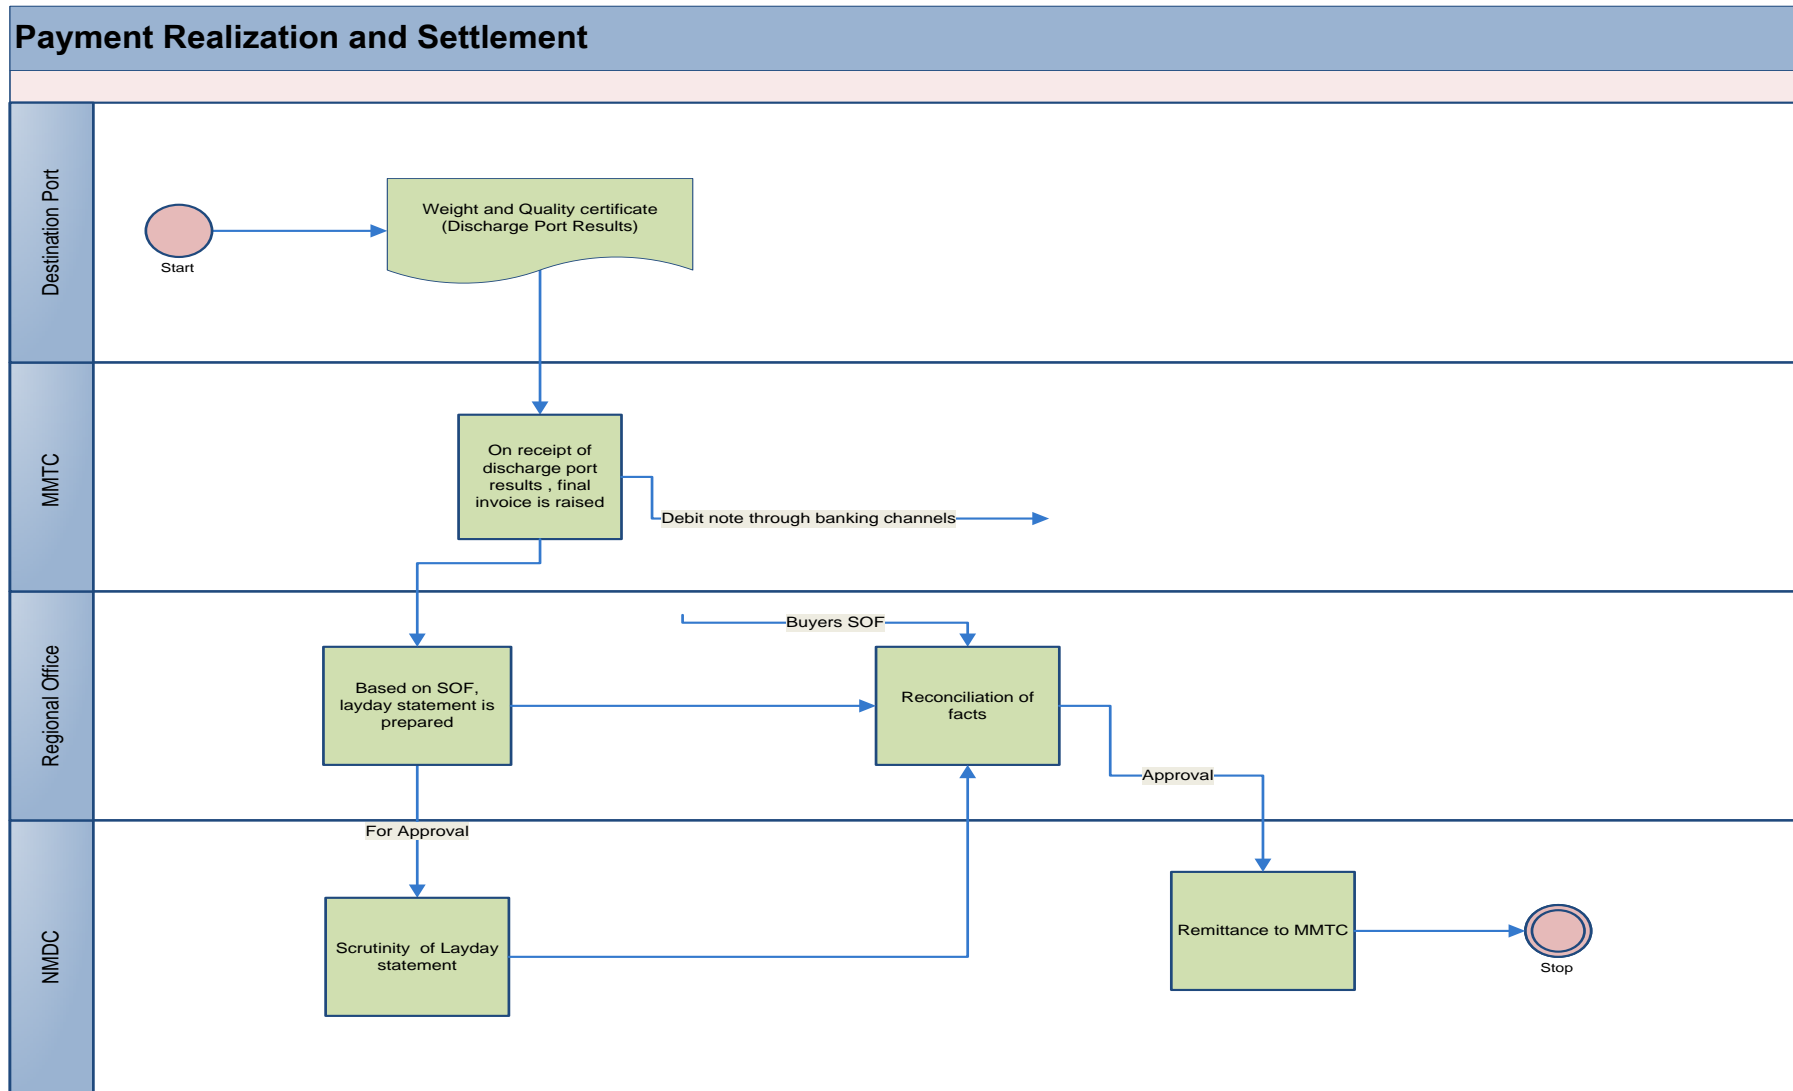 Payment Realization and Settlement
Destination Port
Start
Weight and Quality certificate
(Discharge Port Results)
MMTC
On receipt of
discharge port
results , final
invoice is raised
Debit note through banking channels
Regional Office
Buyers SOF
Based on SOF,
layday statement is
prepared
Reconciliation of
facts
Approval
NMDC
For Approval
Scrutinity  of Layday
statement
Remittance to MMTC
Stop